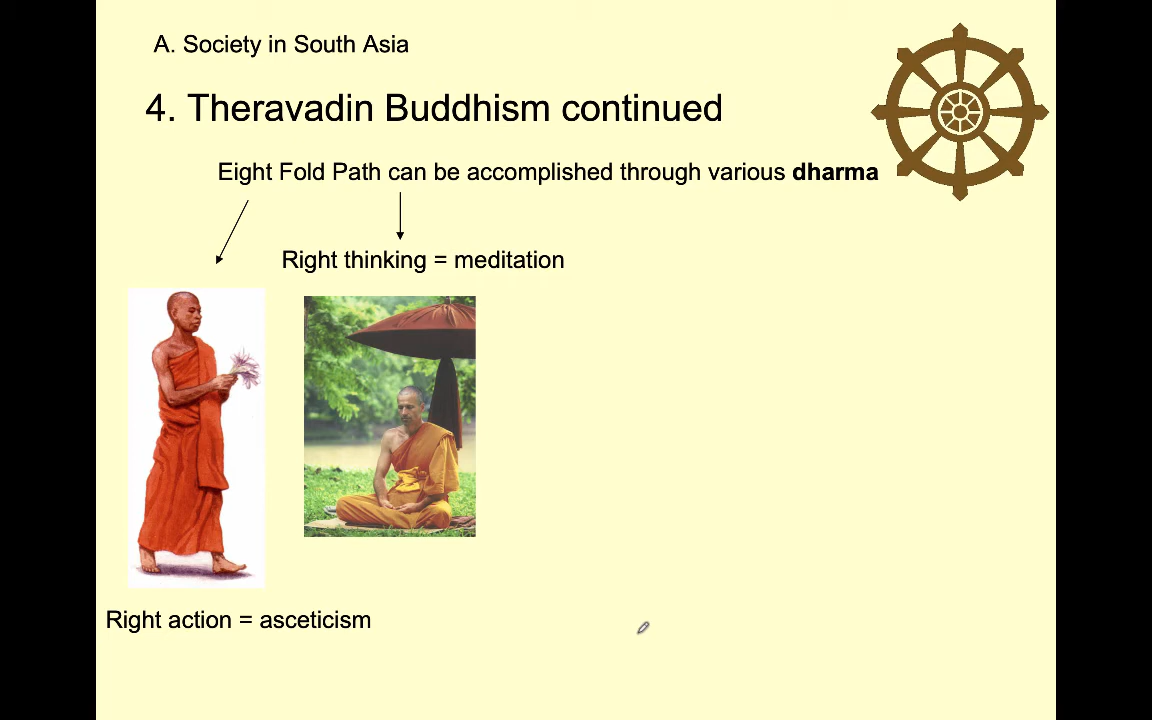 A. Society in South Asia
4. Theravadin Buddhism continued
Eight Fold Path can be accomplished through various dharma
Right thinking = meditation
Right action = asceticism